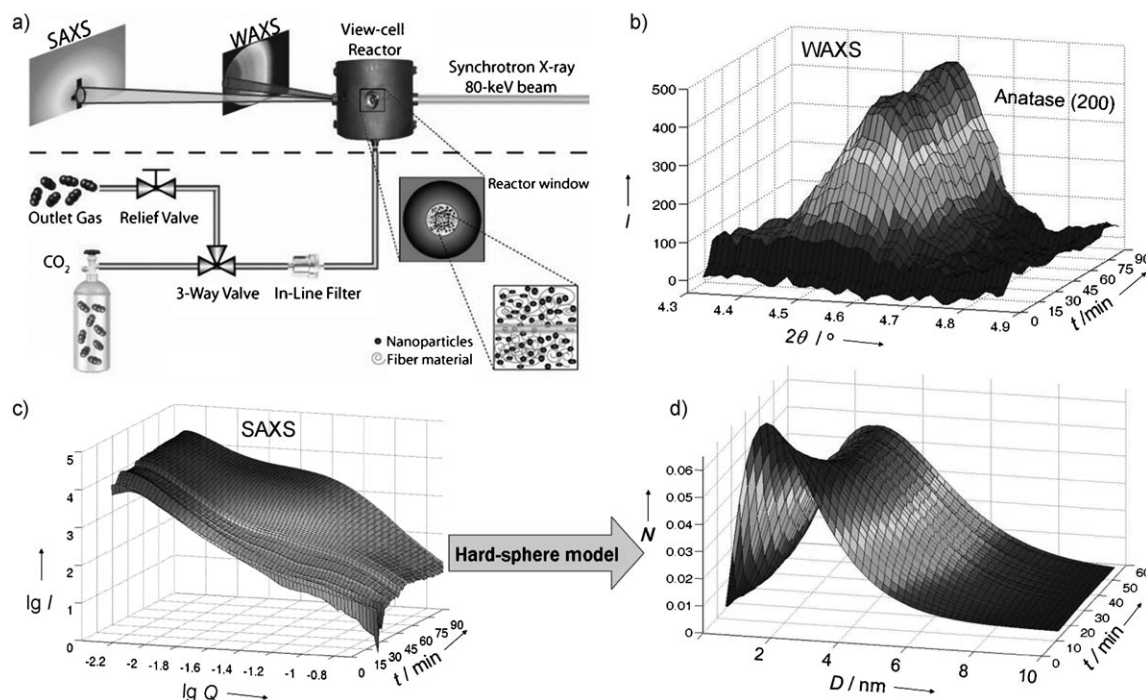 a)
SAXS
WAXS
View-cell
Reactor
Synchrotron X-ray
80-keV beam
Reactor window
Outlet Gas
Relief Valve
CO2
3-Way Valve
In-Line Filter
Nanoparticles
Fiber material
b)
WAXS
Anatase (200)
500
400
300
200
100
0
I
4.3
4.4
4.5
4.6
4.7
4.8
4.9
2θ / °
0
15
30
45
60
75
90
t / min
c)
SAXS
5
4
3
2
1
0
lg I
-2.2
-2
-1.8
-1.6
-1.4
-1.2
-1
-0.8
lg Q
0
15
30
45
60
75
90
t / min
Hard-sphere model
d)
0.06
0.05
0.04
0.03
0.02
0.01
0
N
2
4
6
8
10
D / nm
0
10
20
30
40
50
60
t / min